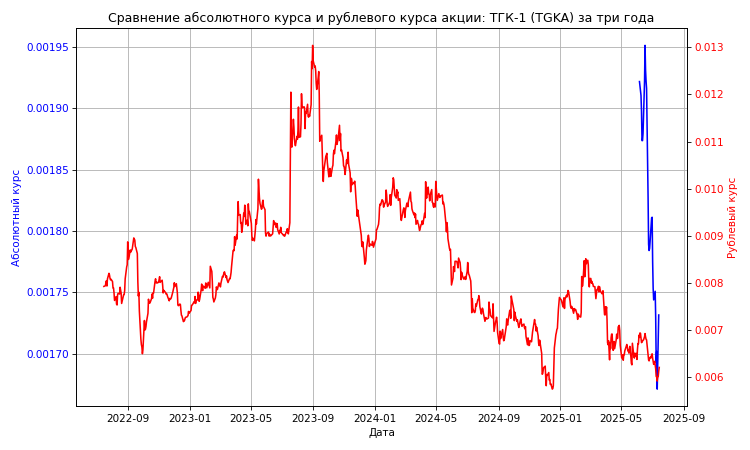 Сравнение абсолютного курса и рублевого курса акции: ТГК-1 (TGKA) за три года
0.00195
0.00190
0.00185
0.00180
0.00175
0.00170
Абсолютный курс
0.013
0.012
0.011
0.010
0.009
0.008
0.007
0.006
Рублевый курс
2022-09 2023-01 2023-05 2023-09 2024-01 2024-05 2024-09 2025-01 2025-05 2025-09
Дата